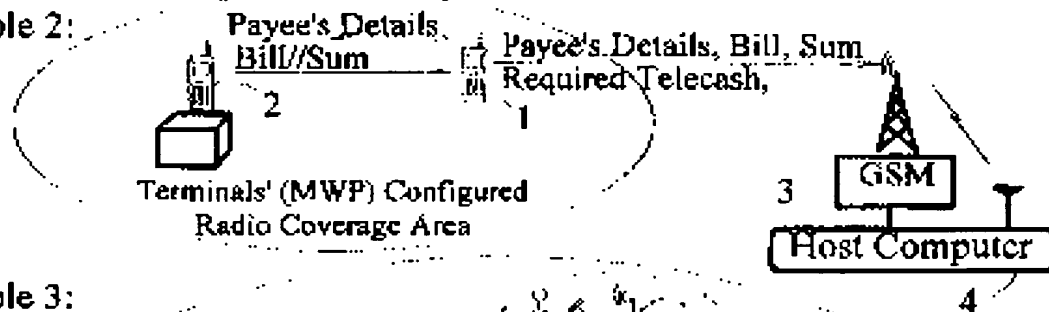 ple 2:
Payee's Details
Bill//Sum
2
Payee's Details, Bill, Sum
Required Telecash,
1
Terminals' (MWP) Configured
Radio Coverage Area
3
GSM
Host Computer
4
ple 3: